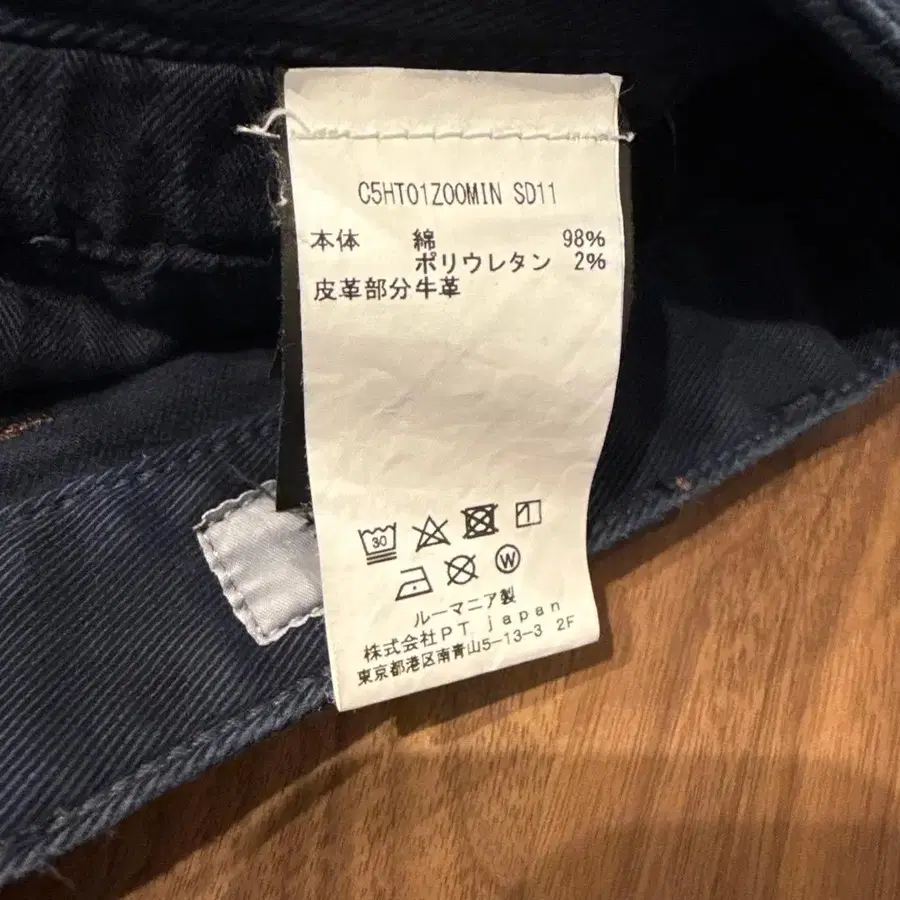 C5HT01Z00MIN SD11
本体 綿 98%
ポリウレタン 2%
皮革部分 牛革
30
W
ルーマニア製
株式会社PT japan
東京都港区南青山5-13-3 2F